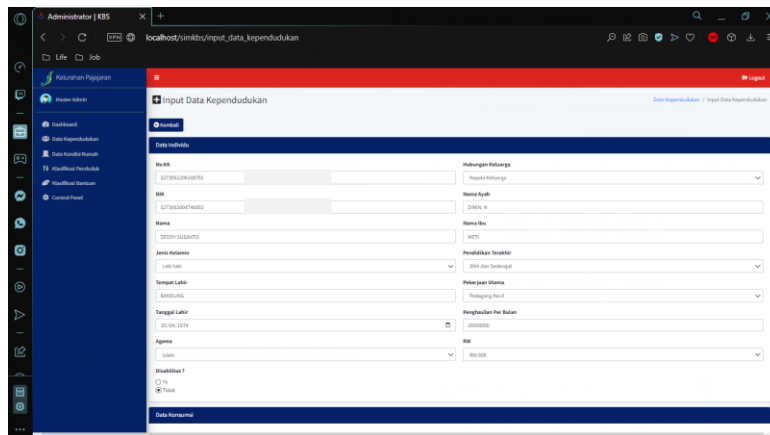 Administrator | KBS
VPN
localhost/simkbs/input_data_kependudukan
Life
Job
Kelurahan Pajajaran
Logout
Master Admin
Input Data Kependudukan
Data Kependudukan / Input Data Kependudukan
Dashboard
Data Kependudukan
Data Kondisi Rumah
Klasifikasi Penduduk
Klasifikasi Bantuan
Control Panel
Kembali
Data Individu
No KK
Hubungan Keluarga
Kepala Keluarga
NIK
Nama Ayah
Nama
Nama Ibu
DEDDY SUSANTO
Jenis Kelamin
Pendidikan Terakhir
Laki-laki
SMA dan Sederajat
Tempat Lahir
Pekerjaan Utama
BANDUNG
Pedagang Kecil
Tanggal Lahir
Penghasilan Per Bulan
20/04/1974
Agama
RW
Islam
RW 008
Disabilitas ?
Ya
Tidak
Data Konsumsi